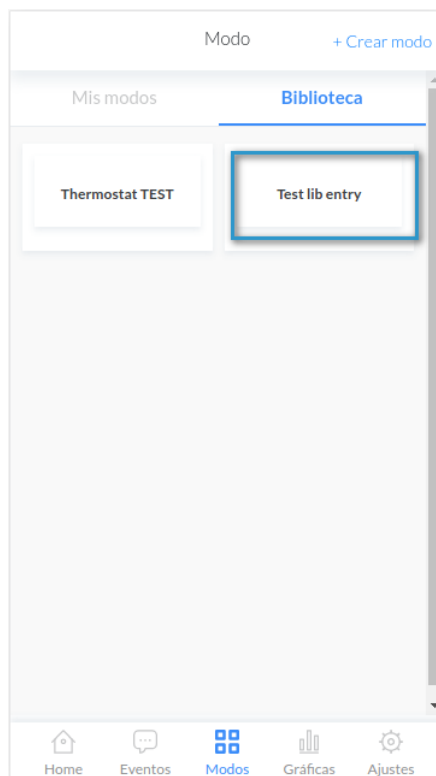 Modo
+ Crear modo
Mis modos
Biblioteca
Thermostat TEST
Test lib entry
Home
Eventos
Modos
Gráficas
Ajustes